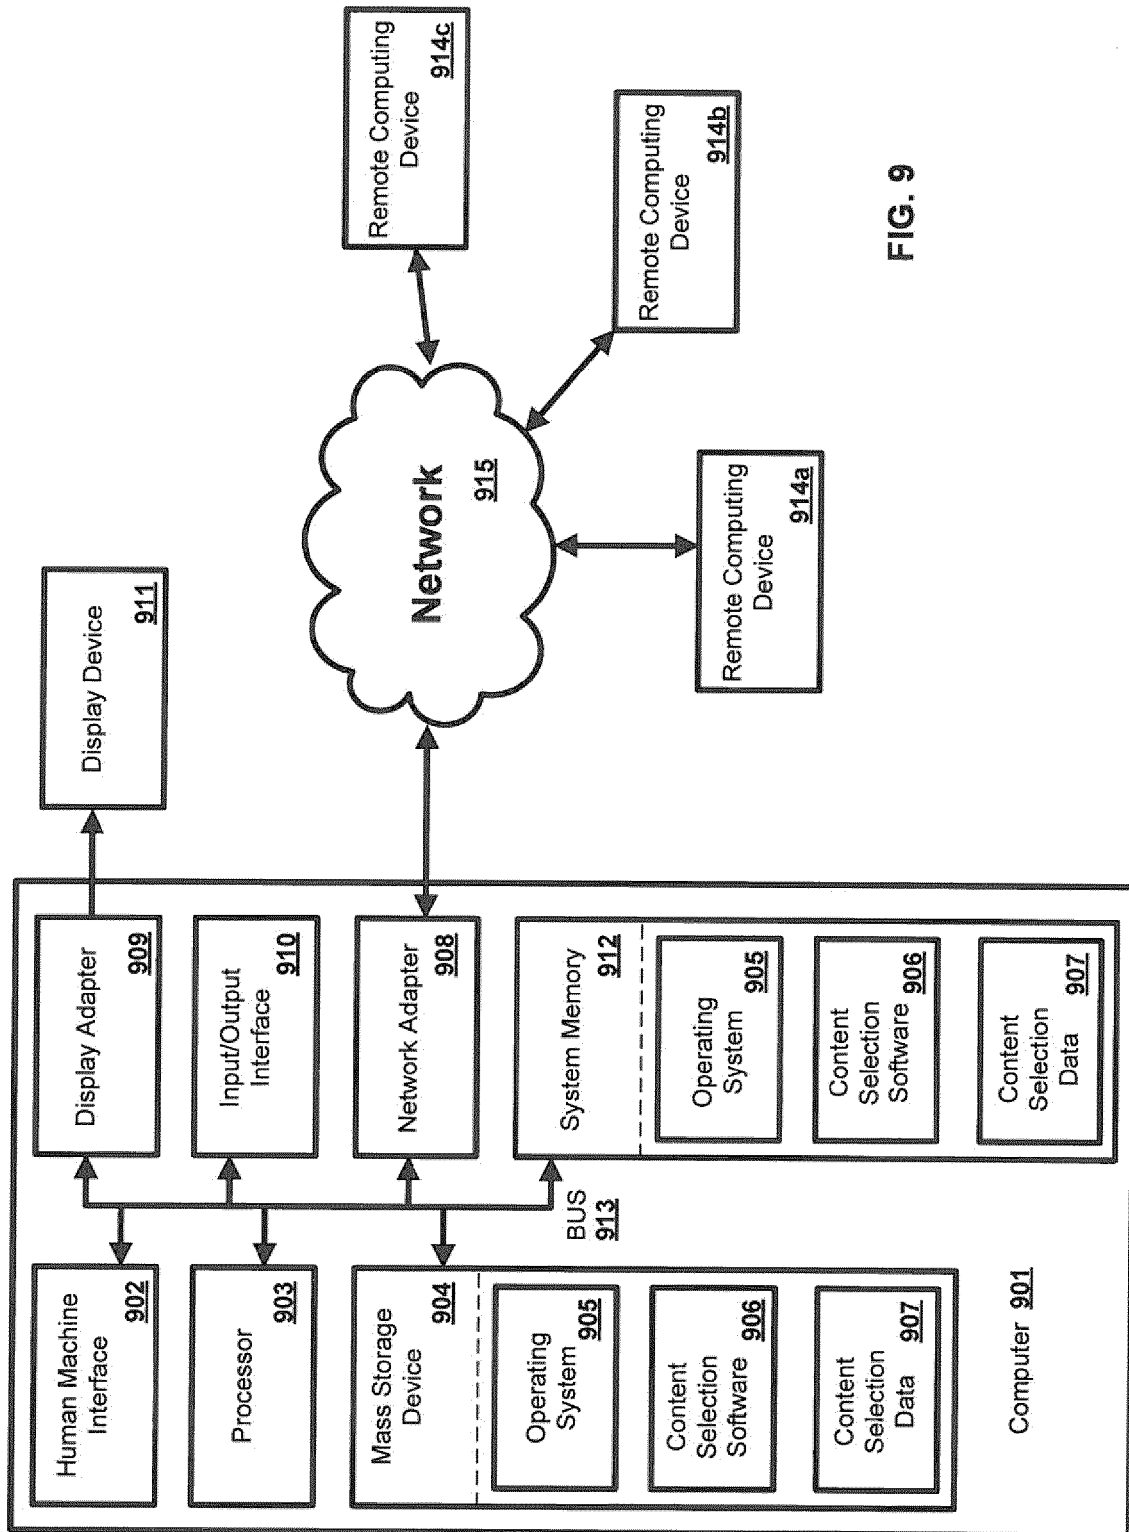 Human Machine
Interface
902
Processor
903
Mass Storage
Device
904
Operating
System
905
Content
Selection
Software
906
Content
Selection
Data
907
Computer 901
BUS
913
Display Adapter
909
Input/Output
Interface
910
Network Adapter
908
System Memory
912
Operating
System
905
Content
Selection
Software
906
Content
Selection
Data
907
Display Device
911
Network
915
Remote Computing
Device
914a
Remote Computing
Device
914b
Remote Computing
Device
914c
FIG. 9